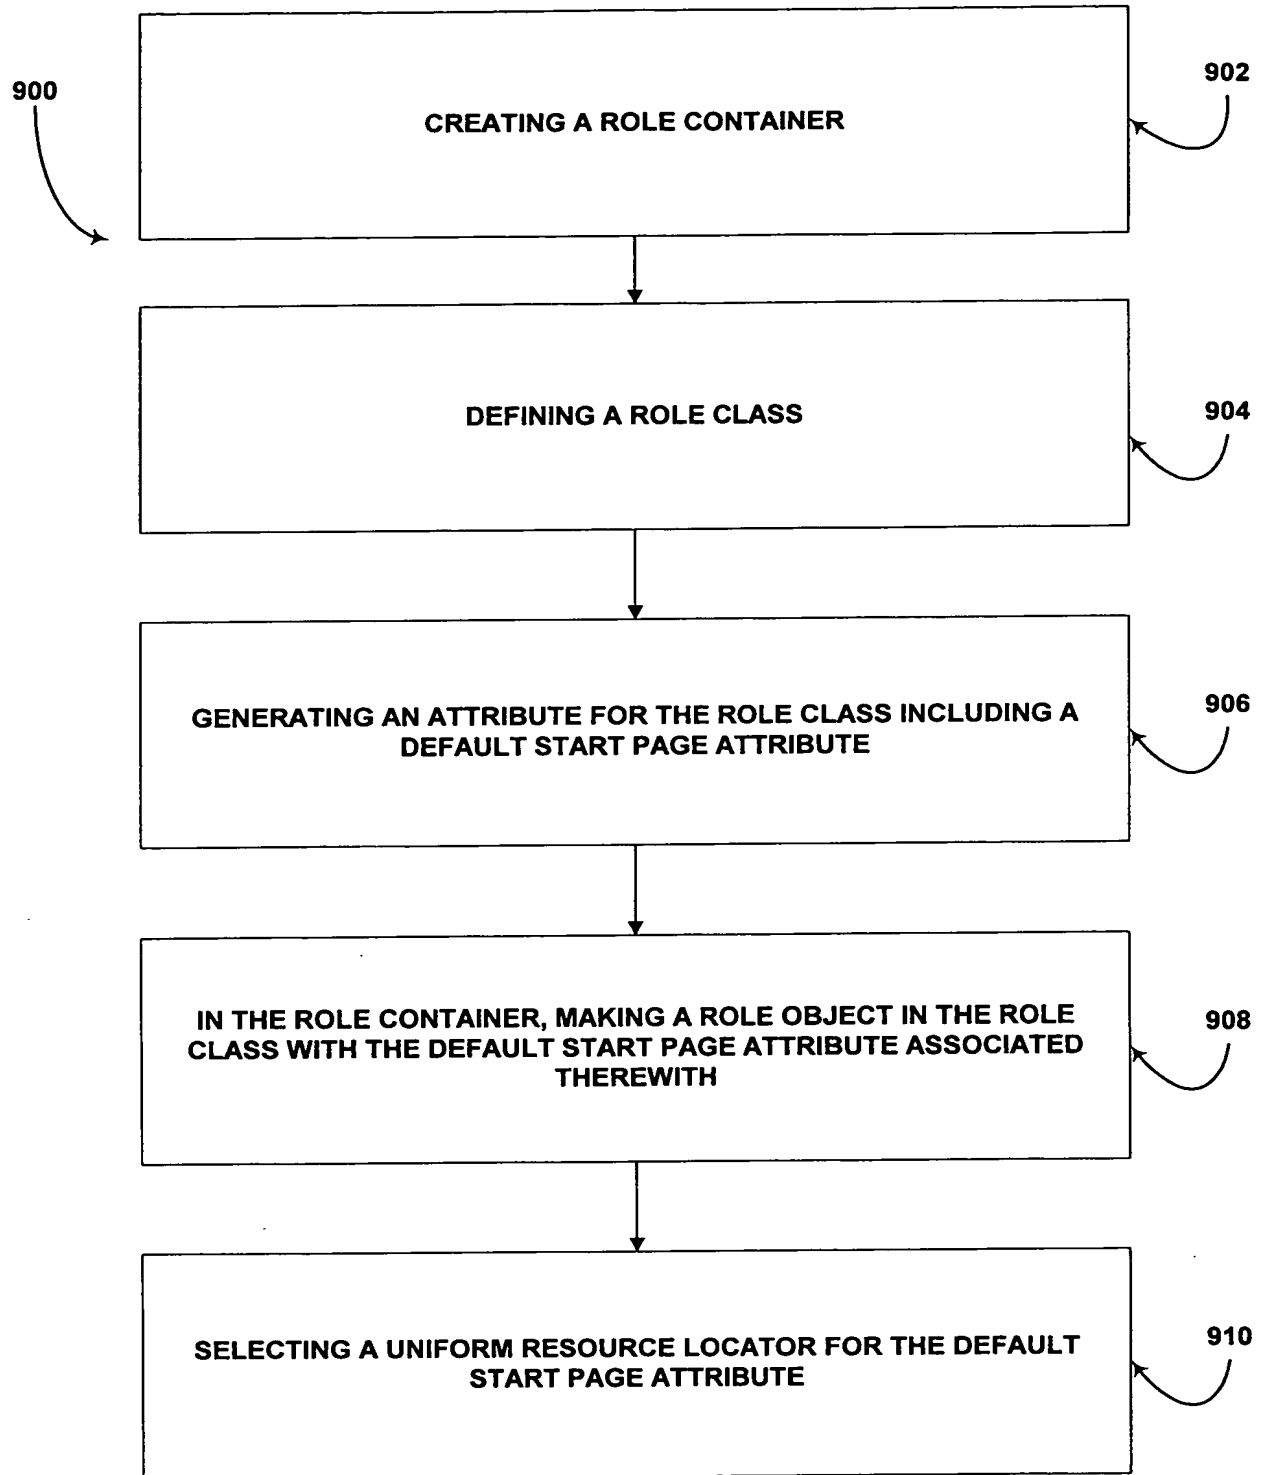 900
902
CREATING A ROLE CONTAINER
904
DEFINING A ROLE CLASS
906
GENERATING AN ATTRIBUTE FOR THE ROLE CLASS INCLUDING A
DEFAULT START PAGE ATTRIBUTE
908
IN THE ROLE CONTAINER, MAKING A ROLE OBJECT IN THE ROLE
CLASS WITH THE DEFAULT START PAGE ATTRIBUTE ASSOCIATED
THEREWITH
910
SELECTING A UNIFORM RESOURCE LOCATOR FOR THE DEFAULT
START PAGE ATTRIBUTE